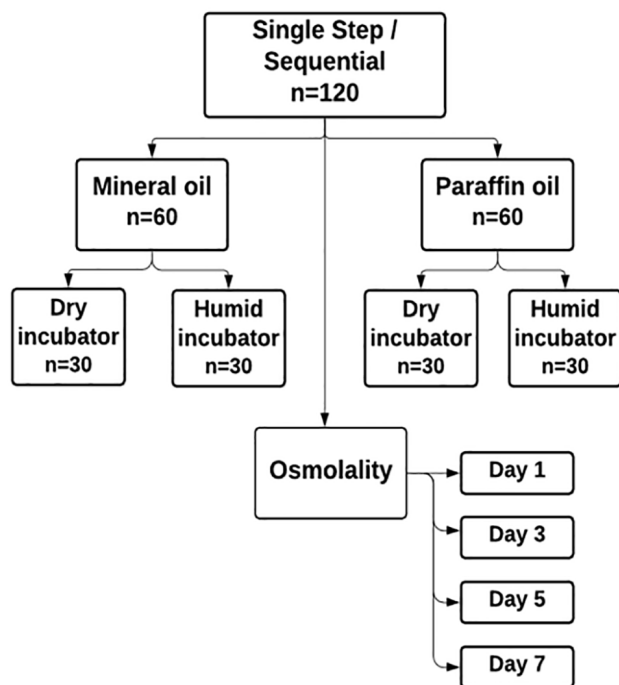 Single Step /
Sequential
n=120
Mineral oil
n=60
Paraffin oil
n=60
Dry
incubator
n=30
Humid
incubator
n=30
Dry
incubator
n=30
Humid
incubator
n=30
Osmolality
Day 1
Day 3
Day 5
Day 7